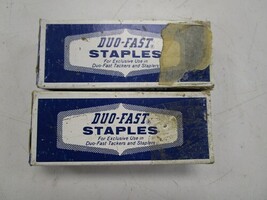 DUO-FAST
STAPLES
For Exclusive Use in
Duo-Fast Tackers and Staplers
DUO-FAST
STAPLES
For Exclusive Use in
Duo-Fast Tackers and Staplers